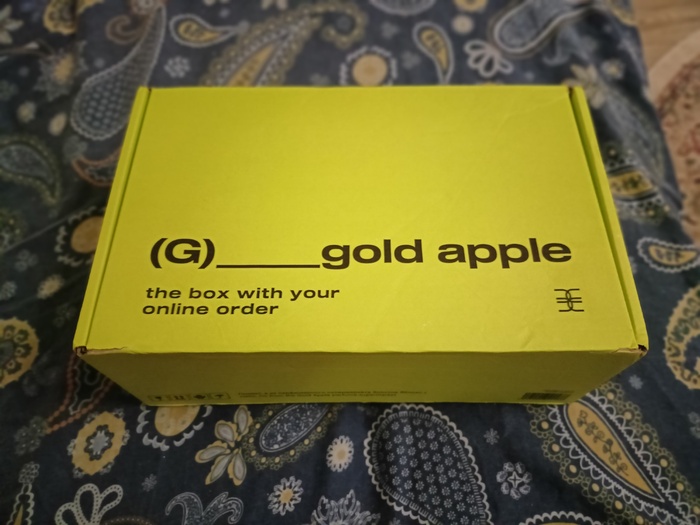 (G)____gold apple
the box with your
online order